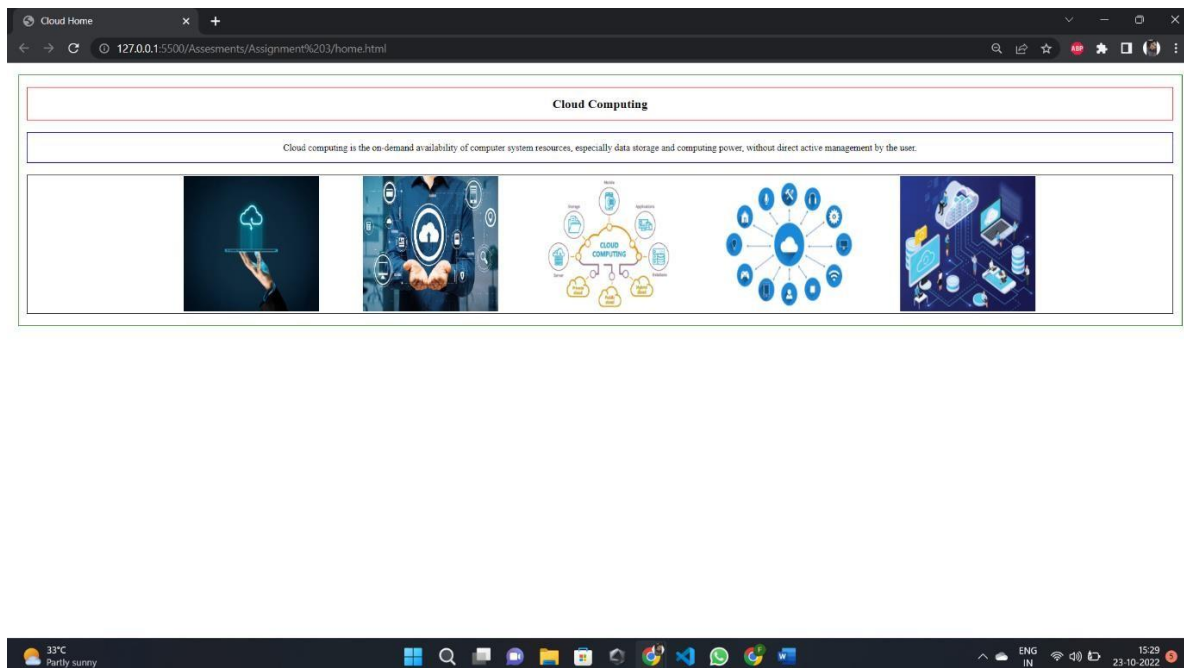 Cloud Home
127.0.0.1:5500/Assesments/Assignment%203/home.html
ABP
Cloud Computing
Cloud computing is the on-demand availability of computer system resources, especially data storage and computing power, without direct active management by the user.
CLOUD
COMPUTING
33°C
Partly sunny
ENG
IN
15:29
23-10-2022
5